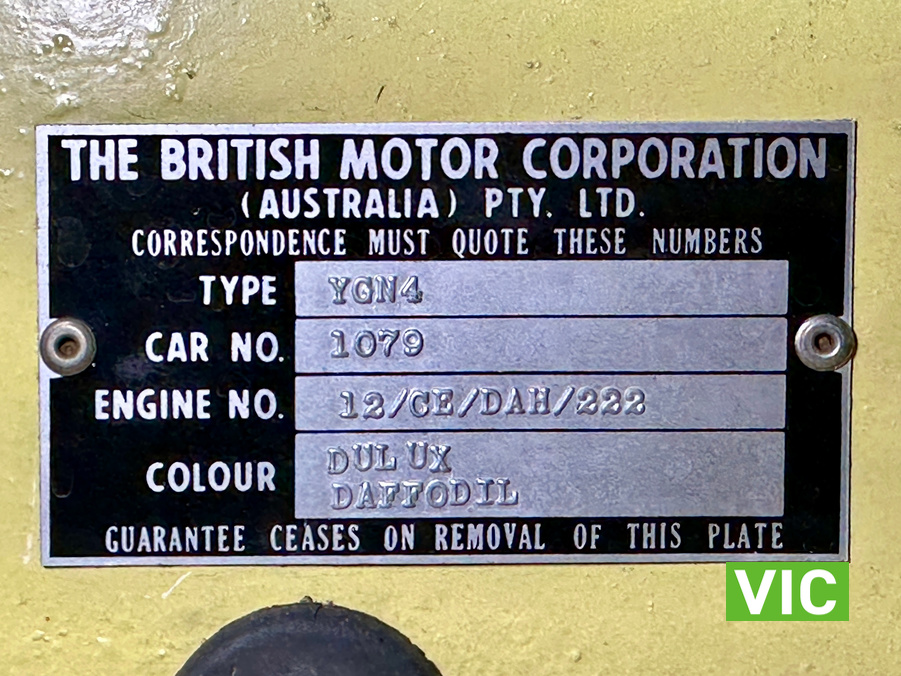 THE BRITISH MOTOR CORPORATION
(AUSTRALIA) PTY. LTD.
CORRESPONDENCE MUST QUOTE THESE NUMBERS
TYPE YGN4
CAR NO. 1079
ENGINE NO. 12/CE/DAH/222
COLOUR DULUX
DAFFODIL
GUARANTEE CEASES ON REMOVAL OF THIS PLATE
VIC